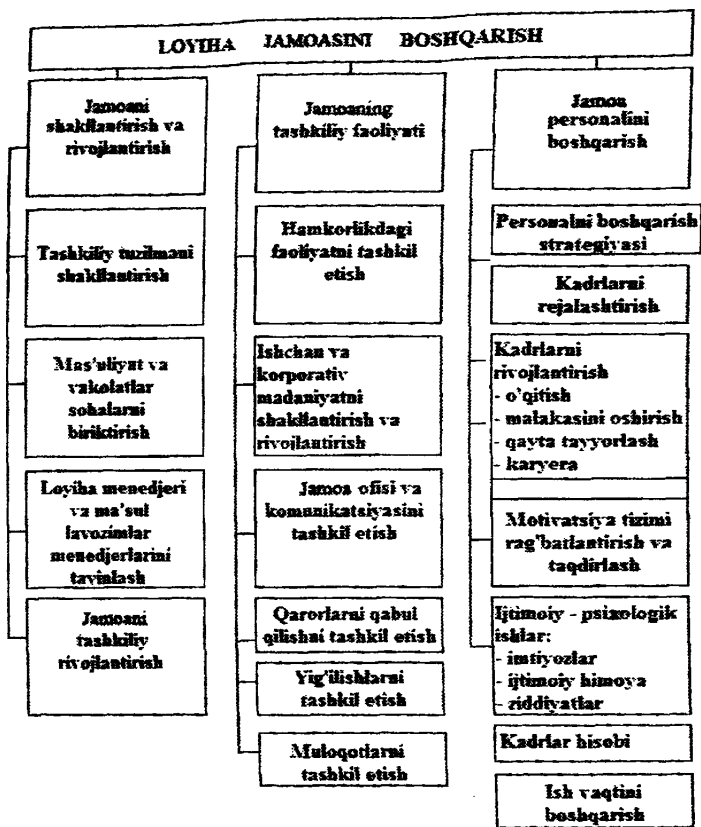 LOYIHA JAMOASINI BOSHQARISH
Jamoani
shakllantirish va
rivojlantirish
Tashkiliy tuzilmani
shakllantirish
Mas'uliyat va
vakolatlar
sohalarni
biriktirish
Loyiha menedjeri
va ma'sul
lavozimlar
menedjerlarini
tayinlash
Jamoani
tashkiliy
rivojlantirish
Jamoaning
tashkiliy faoliyati
Hamkorlikdagi
faoliyatni tashkil
etish
Ishchan va
korporativ
madaniyatni
shakllantirish va
rivojlantirish
Jamoa ofisi va
komunikatsiyasini
tashkil etish
Qarorlarni qabul
qilishni tashkil etish
Yig'ilishlarni
tashkil etish
Muloqotlarni
tashkil etish
Jamoa
personalini
boshqarish
Personalni boshqarish
strategiyasi
Kadrlarni
rejalashtirish
Kadrlarni
rivojlantirish
- o'qitish
- malakasini oshirish
- qayta tayyorlash
- karyera
Motivatsiya tizimi
rag'batlantirish va
taqdirlash
Ijtimoiy - psixologik
ishlar:
- imtiyozlar
- ijtimoiy himoya
- ziddiyatlar
Kadrlar hisobi
Ish vaqtini
boshqarish